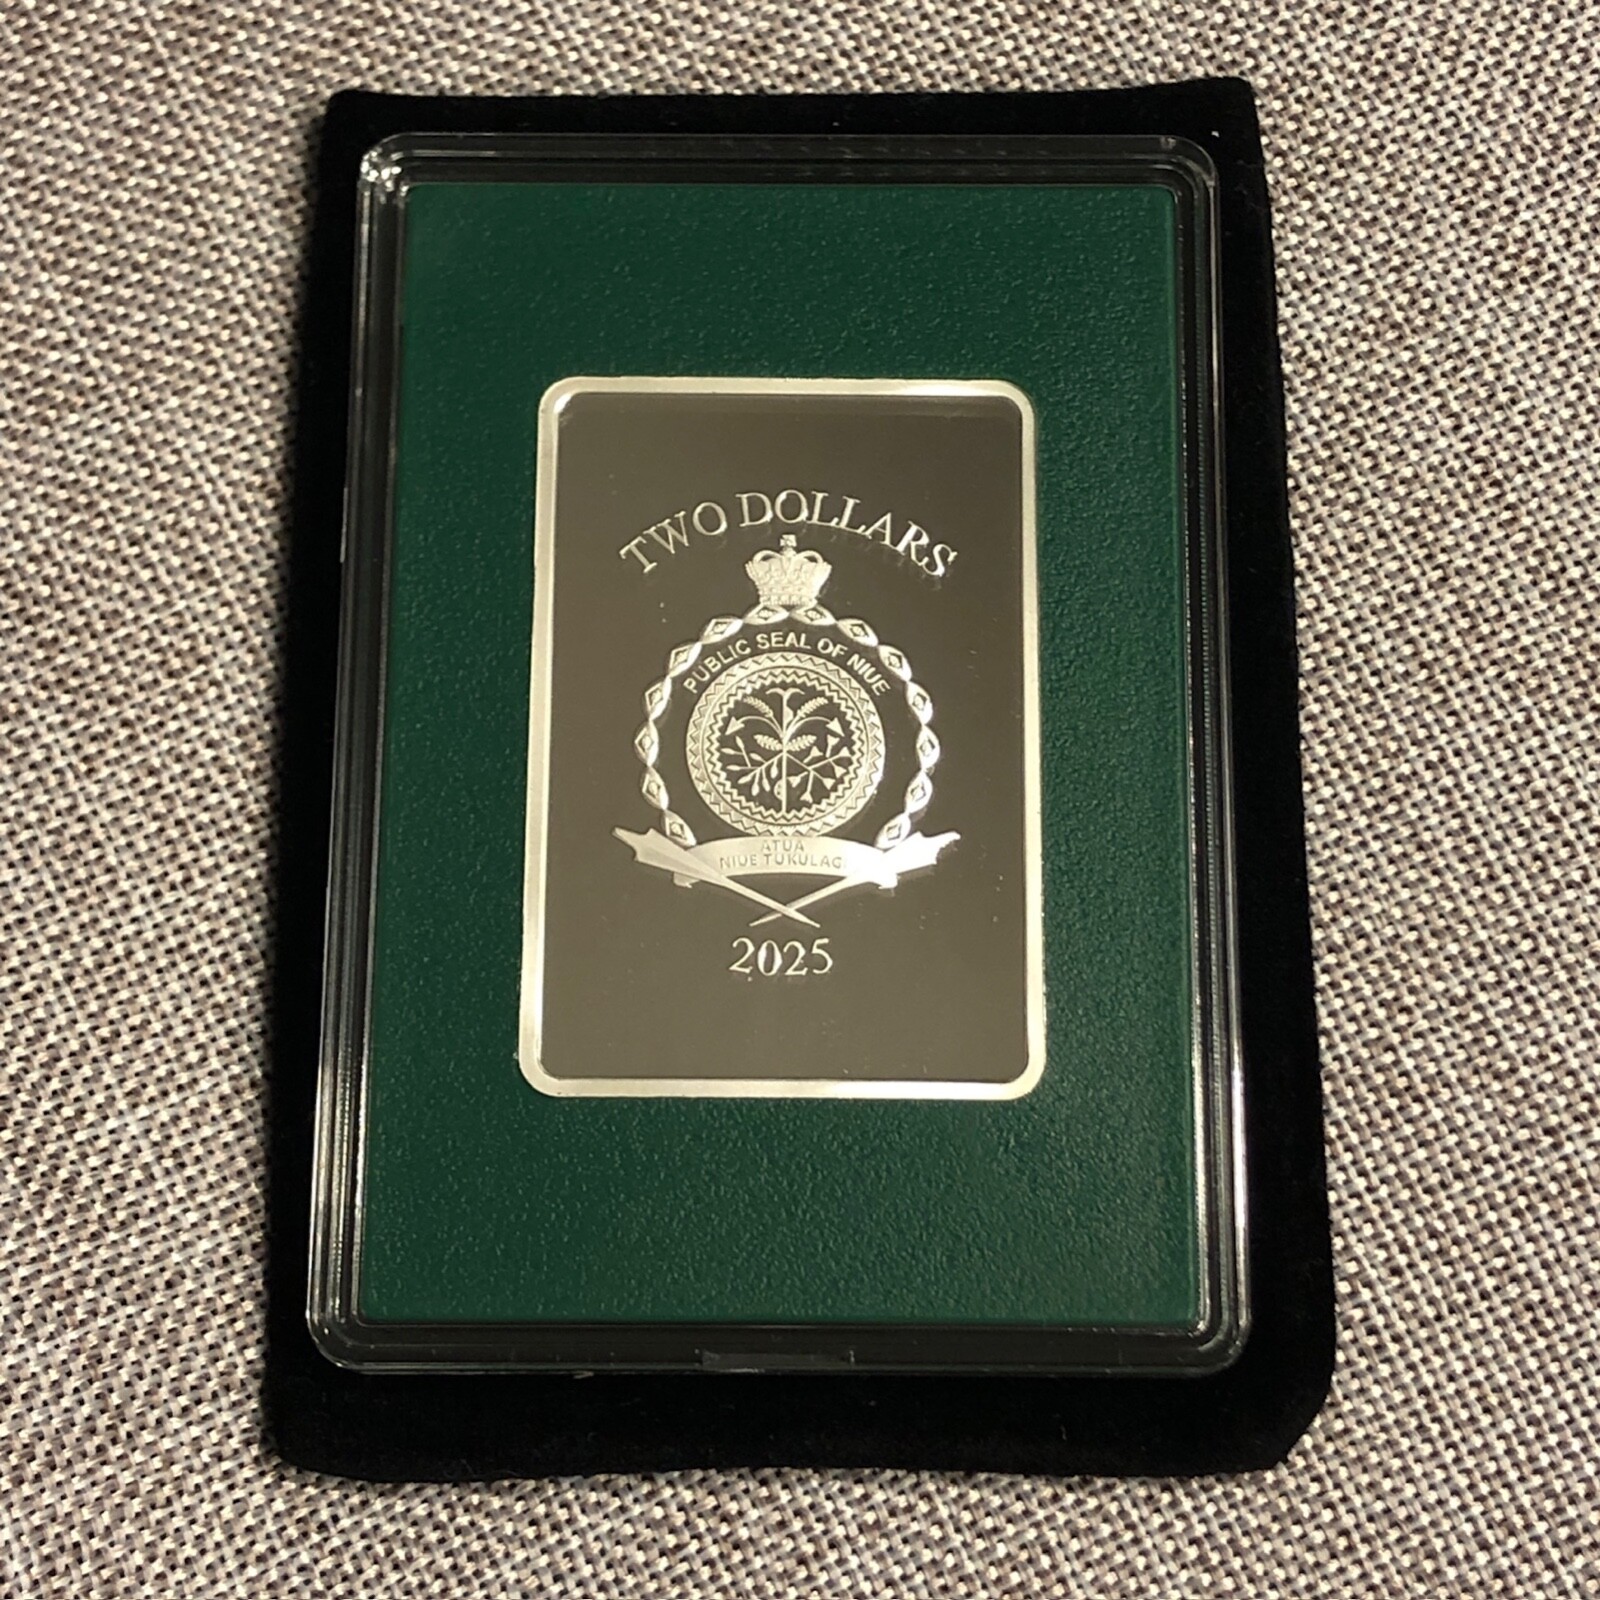 TWO DOLLARS
PUBLIC SEAL OF NIUE
ATUA
NIUE TUKULAGI
2025